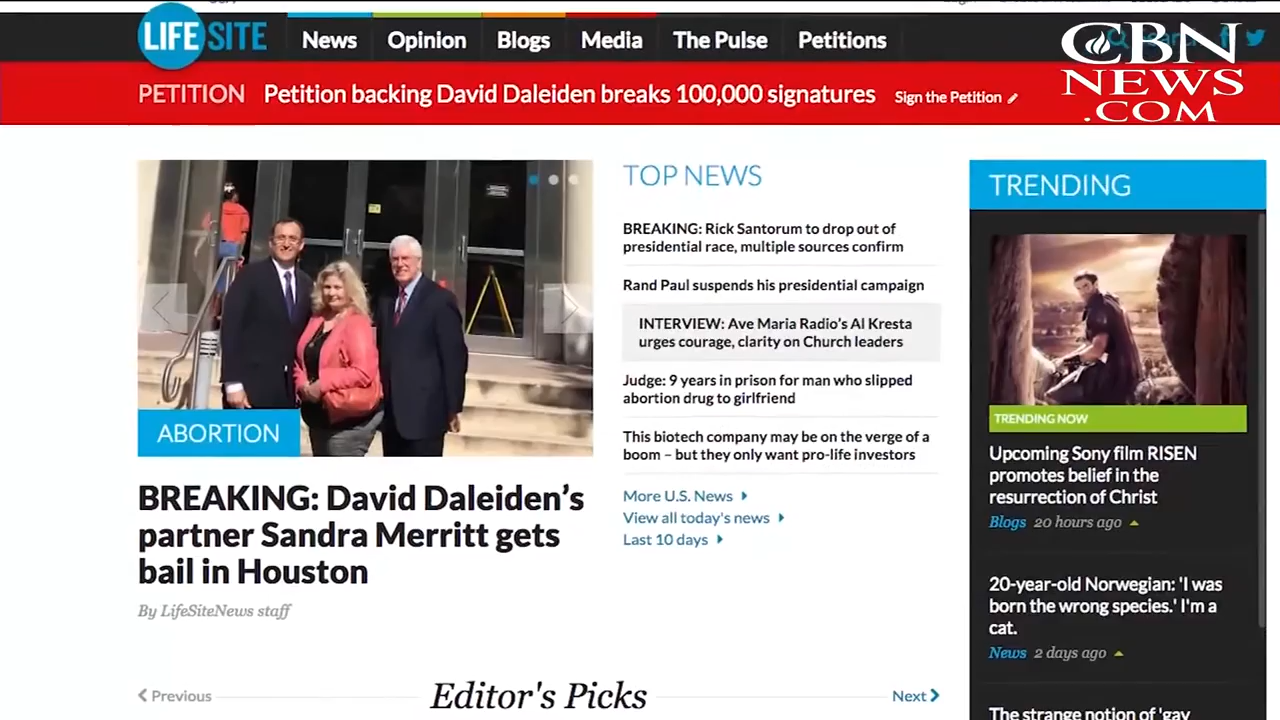 LIFE SITE
News
Opinion
Blogs
Media
The Pulse
Petitions
CBN
NEWS
.COM
PETITION
Petition backing David Daleiden breaks 100,000 signatures
Sign the Petition
ABORTION
BREAKING: David Daleiden's
partner Sandra Merritt gets
bail in Houston
By LifeSiteNews staff
TOP NEWS
BREAKING: Rick Santorum to drop out of
presidential race, multiple sources confirm
Rand Paul suspends his presidential campaign
INTERVIEW: Ave Maria Radio's Al Kresta
urges courage, clarity on Church leaders
Judge: 9 years in prison for man who slipped
abortion drug to girlfriend
This biotech company may be on the verge of a
boom – but they only want pro-life investors
More U.S. News
View all today's news
Last 10 days
TRENDING
TRENDING NOW
Upcoming Sony film RISEN
promotes belief in the
resurrection of Christ
Blogs 20 hours ago
20-year-old Norwegian: 'I was
born the wrong species.' I'm a
cat.
News 2 days ago
The strange notion of 'gay
Previous
Editor's Picks
Next